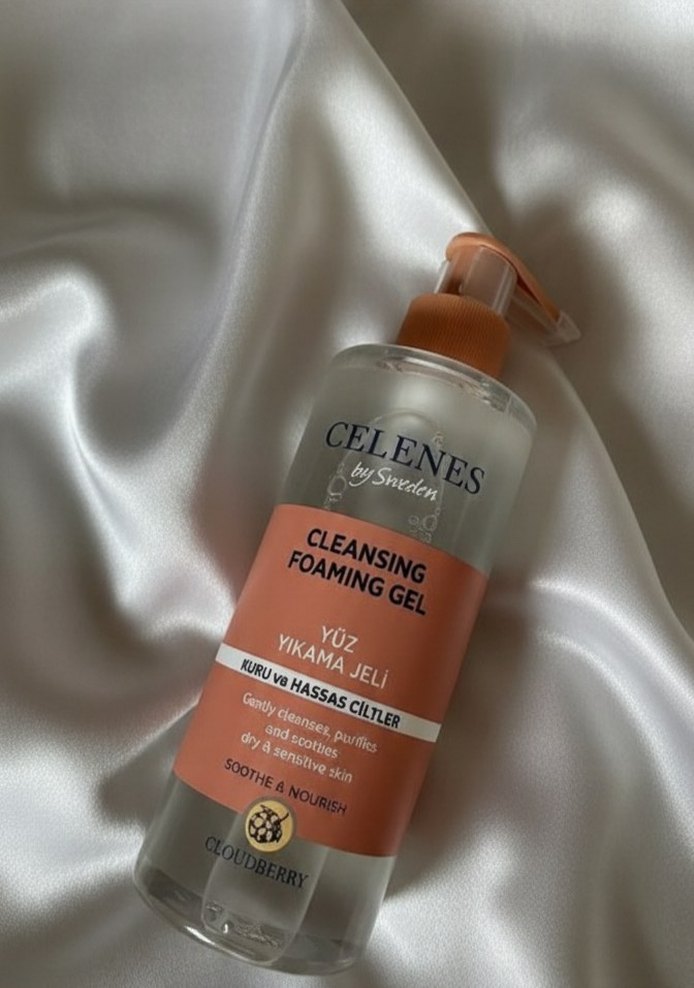 CELENES
by Sweden
CLEANSING
FOAMING GEL
YÜZ
YIKAMA JELİ
KURU ve HASSAS CİLTLER
Gently cleanses, purifies
and soothes
dry & sensitive skin
SOOTHE & NOURISH
CLOUDBERRY